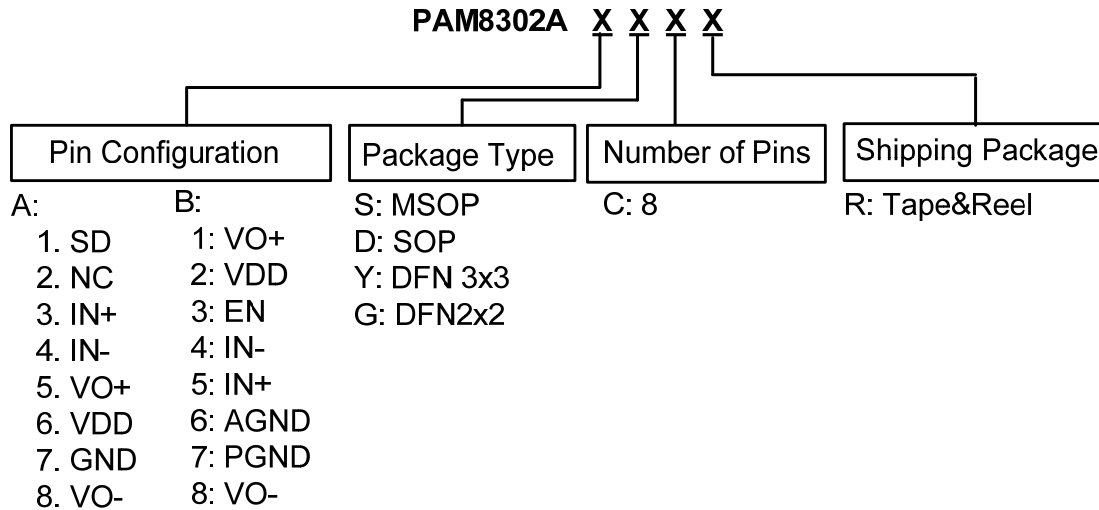 PAM8302A X X X X
Pin Configuration
A:
1. SD
2. NC
3. IN+
4. IN-
5. VO+
6. VDD
7. GND
8. VO-
B:
1: VO+
2: VDD
3: EN
4: IN-
5: IN+
6: AGND
7: PGND
8: VO-
Package Type
S: MSOP
D: SOP
Y: DFN 3x3
G: DFN2x2
Number of Pins
C: 8
Shipping Package
R: Tape&Reel